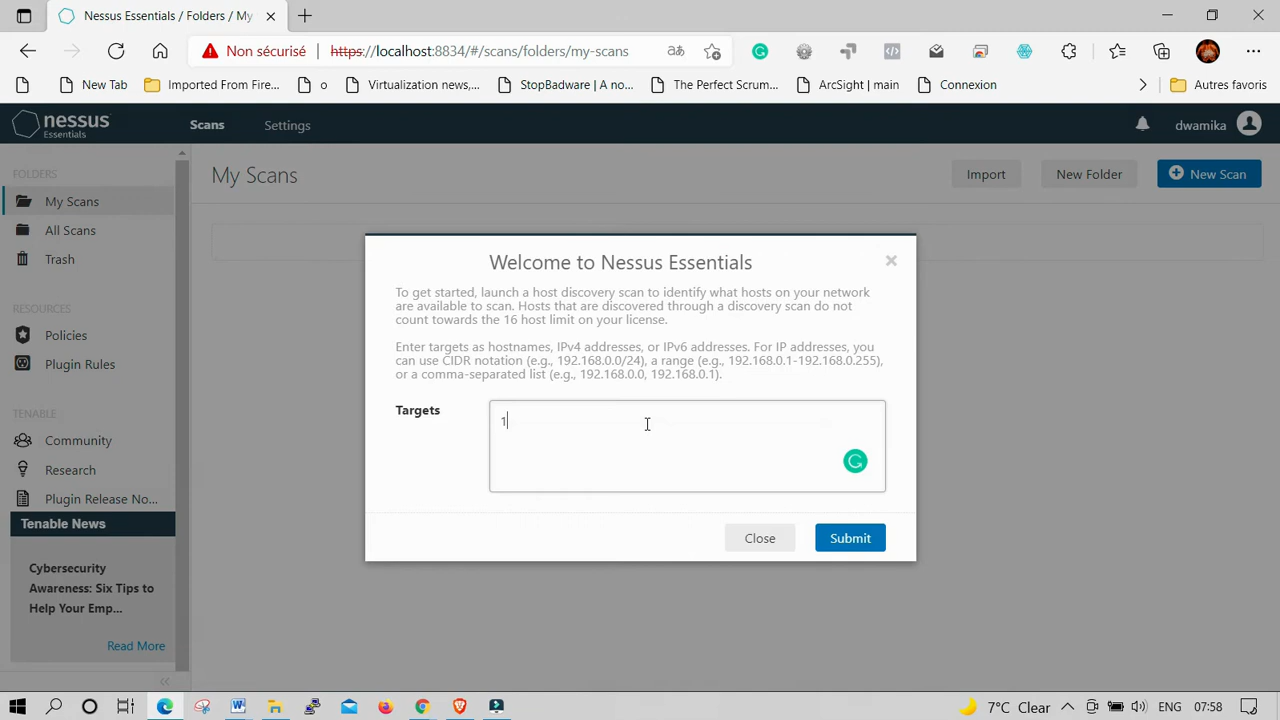 Nessus Essentials / Folders / My
Non sécurisé
https://localhost:8834/#/scans/folders/my-scans
New Tab
Imported From Fire...
o
Virtualization news,...
StopBadware | A no...
The Perfect Scrum...
ArcSight | main
Connexion
Autres favoris
nessus
Essentials
Scans
Settings
dwamika
FOLDERS
My Scans
All Scans
Trash
RESOURCES
Policies
Plugin Rules
TENABLE
Community
Research
Plugin Release No...
Tenable News
Cybersecurity
Awareness: Six Tips to
Help Your Emp...
Read More
My Scans
Import
New Folder
New Scan
Welcome to Nessus Essentials
To get started, launch a host discovery scan to identify what hosts on your network
are available to scan. Hosts that are discovered through a discovery scan do not
count towards the 16 host limit on your license.
Enter targets as hostnames, IPv4 addresses, or IPv6 addresses. For IP addresses, you
can use CIDR notation (e.g., 192.168.0.0/24), a range (e.g., 192.168.0.1-192.168.0.255),
or a comma-separated list (e.g., 192.168.0.0, 192.168.0.1).
Targets
1
Close
Submit
7°C Clear
07:58